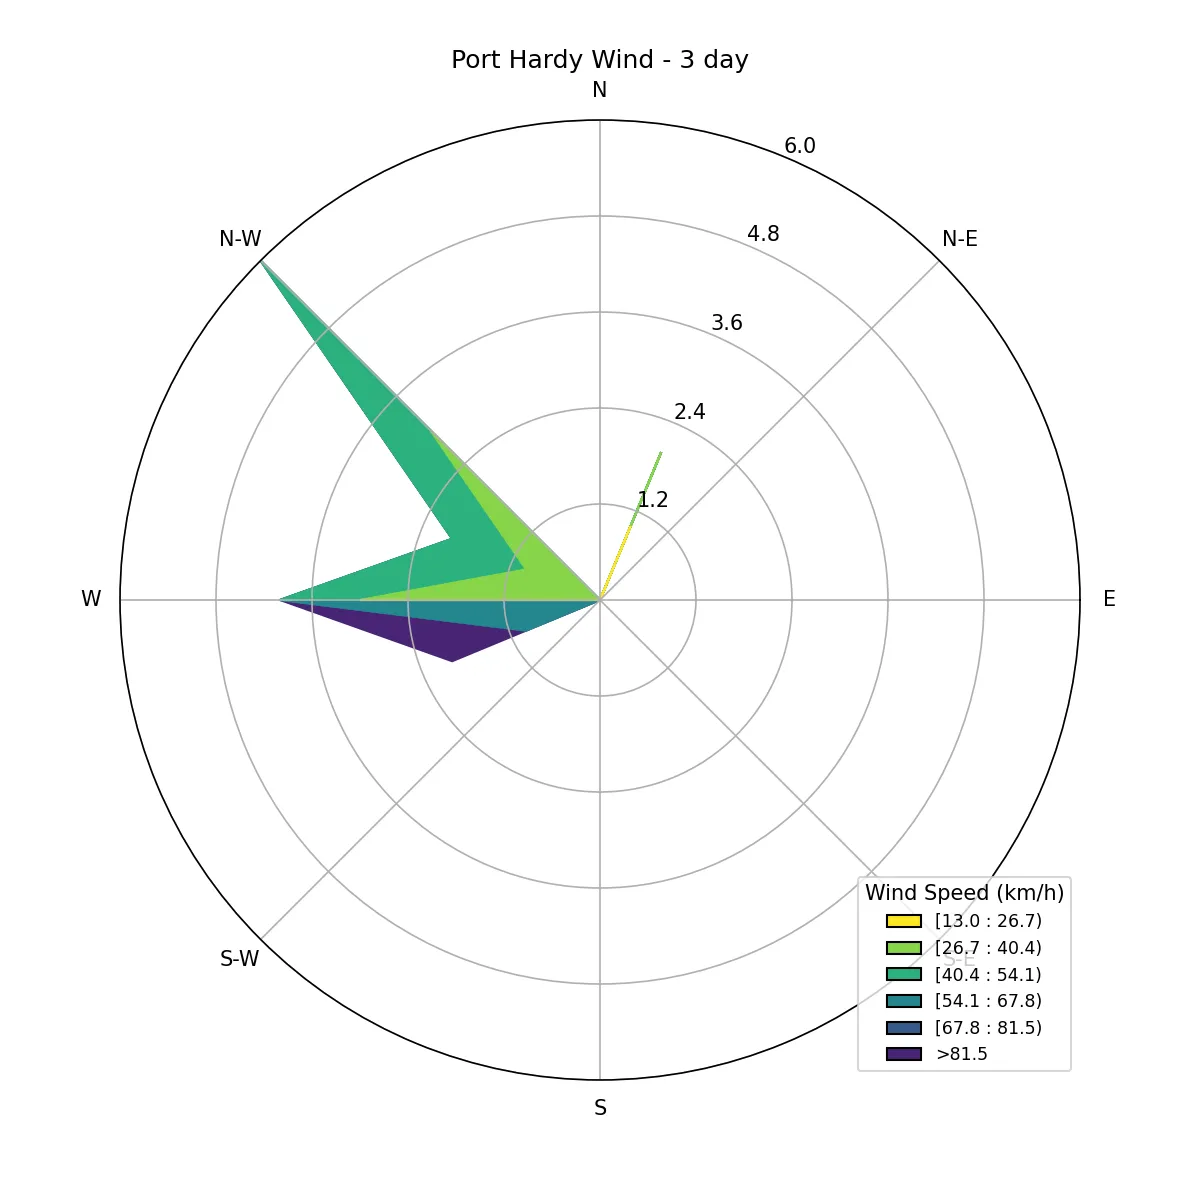 Port Hardy Wind - 3 day
N
6.0
N-W
4.8
N-E
3.6
2.4
1.2
W
E
Wind Speed (km/h)
[13.0 : 26.7)
[26.7 : 40.4)
S-W
S-E
[40.4 : 54.1)
[54.1 : 67.8)
[67.8 : 81.5)
>81.5
S